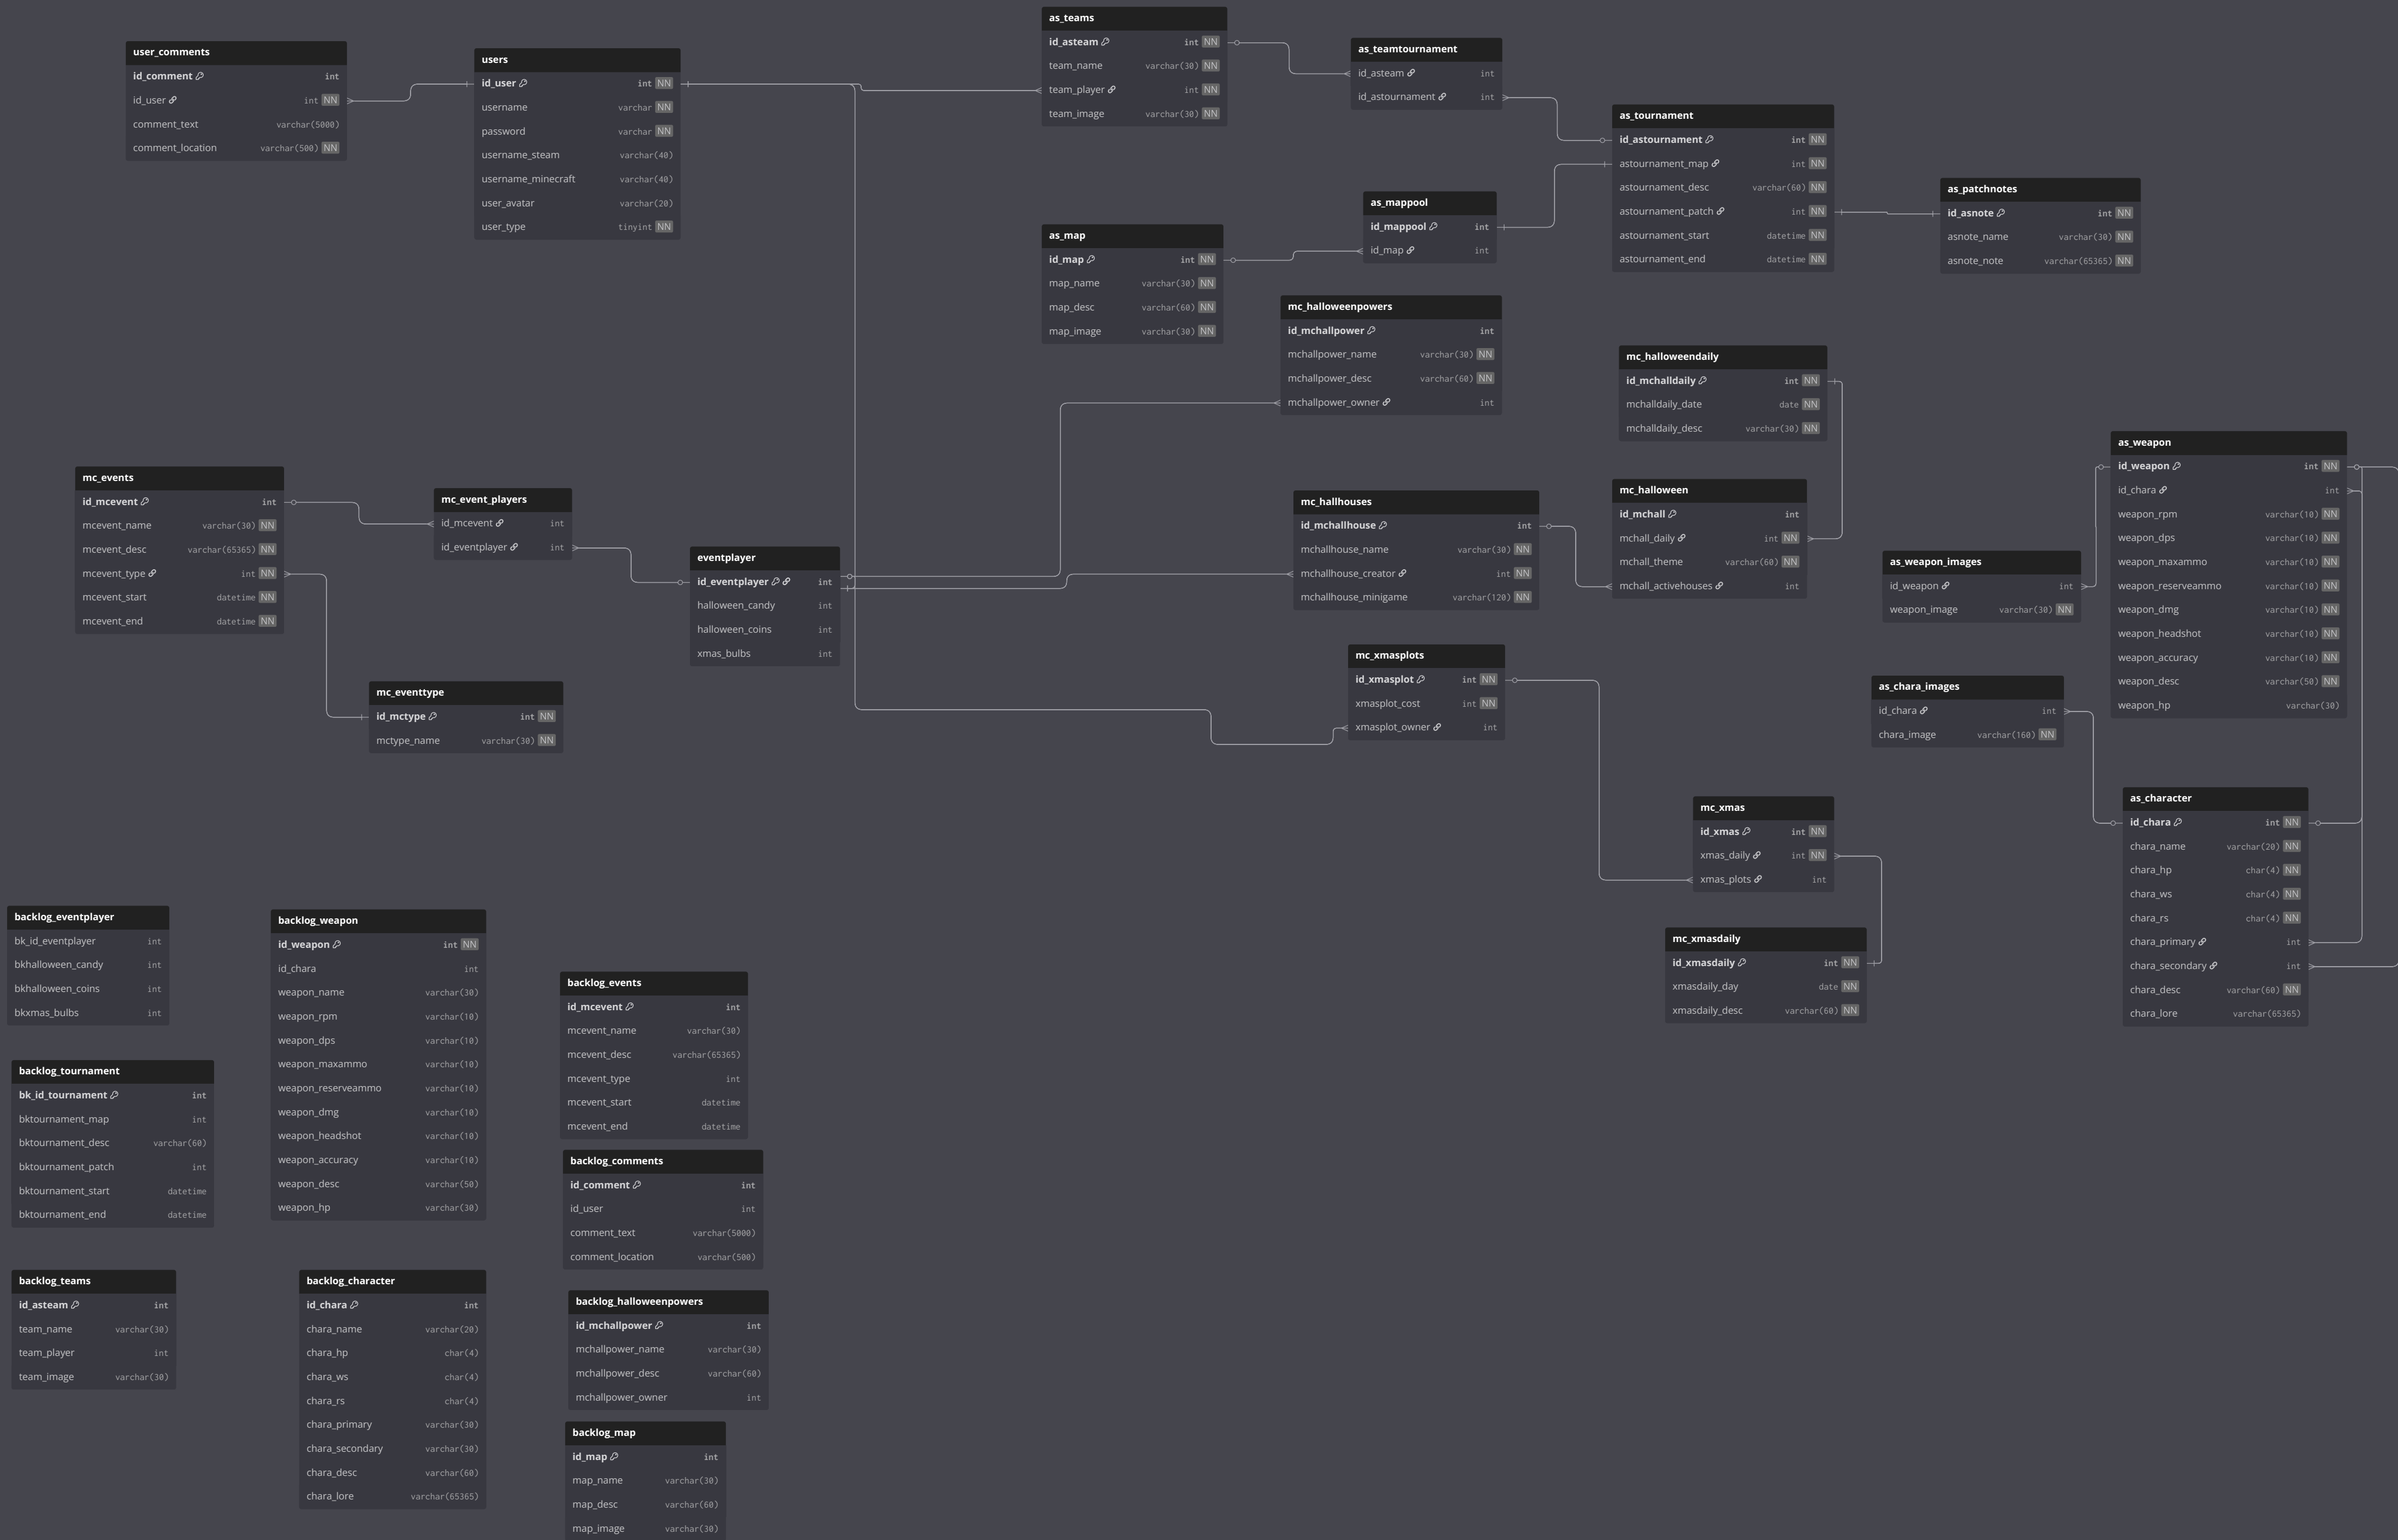 user_comments
id_comment int
id_user int NN
comment_text varchar(5000)
comment_location varchar(500) NN
users
id_user int NN
username varchar NN
password varchar NN
username_steam varchar(40)
username_minecraft varchar(40)
user_avatar varchar(20)
user_type tinyint NN
as_teams
id_asteam int NN
team_name varchar(30) NN
team_player int NN
team_image varchar(30) NN
as_teamtournament
id_asteam int
id_astournament int
as_tournament
id_astournament int NN
astournament_map int NN
astournament_desc varchar(60) NN
astournament_patch int NN
astournament_start datetime NN
astournament_end datetime NN
as_patchnotes
id_asnote int NN
asnote_name varchar(30) NN
asnote_note varchar(65365) NN
as_mappool
id_mappool int
id_map int
as_map
id_map int NN
map_name varchar(30) NN
map_desc varchar(60) NN
map_image varchar(30) NN
mc_halloweenpowers
id_mchallpower int
mchallpower_name varchar(30) NN
mchallpower_desc varchar(60) NN
mchallpower_owner int
mc_halloweendaily
id_mchalldaily int NN
mchalldaily_date date NN
mchalldaily_desc varchar(30) NN
mc_events
id_mcevent int
mcevent_name varchar(30) NN
mcevent_desc varchar(65365) NN
mcevent_type int NN
mcevent_start datetime NN
mcevent_end datetime NN
mc_event_players
id_mcevent int
id_eventplayer int
eventplayer
id_eventplayer int
halloween_candy int
halloween_coins int
xmas_bulbs int
mc_eventtype
id_mctype int NN
mctype_name varchar(30) NN
mc_hallhouses
id_mchallhouse int
mchallhouse_name varchar(30) NN
mchallhouse_creator int NN
mchallhouse_minigame varchar(120) NN
mc_halloween
id_mchall int
mchall_daily int NN
mchall_theme varchar(60) NN
mchall_activehouses int
as_weapon
id_weapon int NN
id_chara int
weapon_rpm varchar(10) NN
weapon_dps varchar(10) NN
weapon_maxammo varchar(10) NN
weapon_reserveammo varchar(10) NN
weapon_dmg varchar(10) NN
weapon_headshot varchar(10) NN
weapon_accuracy varchar(10) NN
weapon_desc varchar(50) NN
weapon_hp varchar(30)
as_weapon_images
id_weapon int
weapon_image varchar(30) NN
mc_xmasplots
id_xmasplot int NN
xmasplot_cost int NN
xmasplot_owner int
as_chara_images
id_chara int
chara_image varchar(160) NN
mc_xmas
id_xmas int NN
xmas_daily int NN
xmas_plots int
as_character
id_chara int NN
chara_name varchar(20) NN
chara_hp char(4) NN
chara_ws char(4) NN
chara_rs char(4) NN
chara_primary int
chara_secondary int
chara_desc varchar(60) NN
chara_lore varchar(65365)
mc_xmasdaily
id_xmasdaily int NN
xmasdaily_day date NN
xmasdaily_desc varchar(60) NN
backlog_eventplayer
bk_id_eventplayer int
bkhalloween_candy int
bkhalloween_coins int
bkxmas_bulbs int
backlog_weapon
id_weapon int NN
id_chara int
weapon_name varchar(30)
weapon_rpm varchar(10)
weapon_dps varchar(10)
weapon_maxammo varchar(10)
weapon_reserveammo varchar(10)
weapon_dmg varchar(10)
weapon_headshot varchar(10)
weapon_accuracy varchar(10)
weapon_desc varchar(50)
weapon_hp varchar(30)
backlog_events
id_mcevent int
mcevent_name varchar(30)
mcevent_desc varchar(65365)
mcevent_type int
mcevent_start datetime
mcevent_end datetime
backlog_tournament
bk_id_tournament int
bktournament_map int
bktournament_desc varchar(60)
bktournament_patch int
bktournament_start datetime
bktournament_end datetime
backlog_comments
id_comment int
id_user int
comment_text varchar(5000)
comment_location varchar(500)
backlog_teams
id_asteam int
team_name varchar(30)
team_player int
team_image varchar(30)
backlog_character
id_chara int
chara_name varchar(20)
chara_hp char(4)
chara_ws char(4)
chara_rs char(4)
chara_primary varchar(30)
chara_secondary varchar(30)
chara_desc varchar(60)
chara_lore varchar(65365)
backlog_halloweenpowers
id_mchallpower int
mchallpower_name varchar(30)
mchallpower_desc varchar(60)
mchallpower_owner int
backlog_map
id_map int
map_name varchar(30)
map_desc varchar(60)
map_image varchar(30)